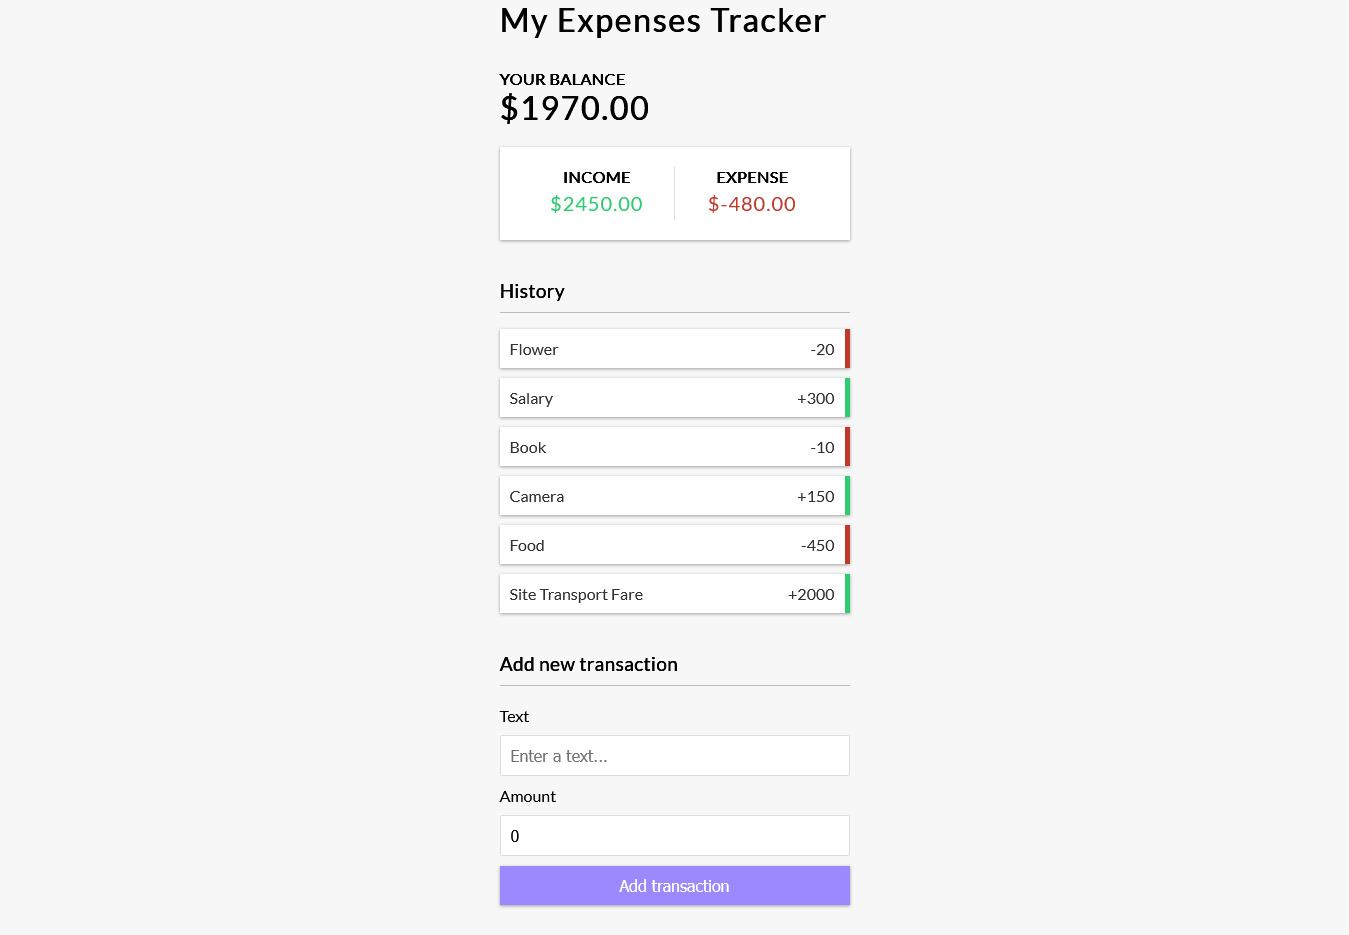 My Expenses Tracker
YOUR BALANCE
$1970.00
INCOME EXPENSE
$2450.00 $-480.00
History
Flower -20
Salary +300
Book -10
Camera +150
Food -450
Site Transport Fare +2000
Add new transaction
Text
Enter a text...
Amount
0
Add transaction